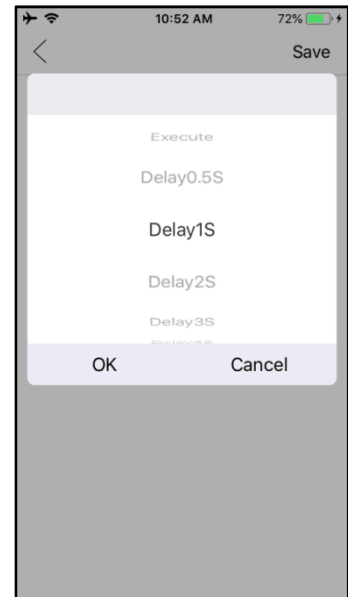 10:52 AM 72%
Save
Execute
Delay0.5S
Delay1S
Delay2S
Delay3S
OK Cancel